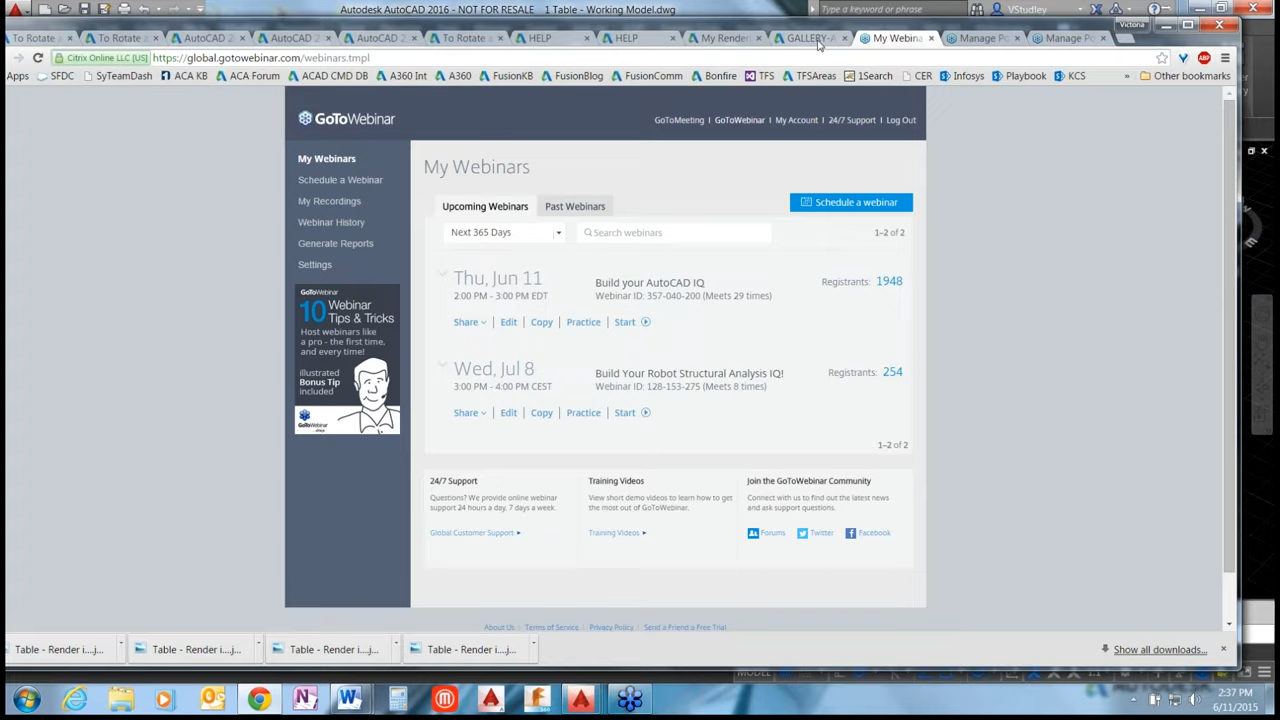 Autodesk AutoCAD 2016 - NOT FOR RESALE 1 Table - Working Model.dwg
Type a keyword or phrase
VStudley
Victoria
To Rotate
To Rotate a
AutoCAD 2
AutoCAD 2
AutoCAD 2
To Rotate
HELP
HELP
My Render
GALLERY-A
My Webina
Manage Po
Manage Po
Citrix Online LLC [US] https://global.gotowebinar.com/webinars.tmpl
Apps SFDC SyTeamDash ACA KB ACA Forum ACAD CMD DB A360 Int A360 FusionKB FusionBlog FusionComm Bonfire TFS TFSAreas 1Search CER Infosys Playbook KCS » Other bookmarks
GoToWebinar
GoToMeeting | GoToWebinar | My Account | 24/7 Support | Log Out
My Webinars
Schedule a Webinar
My Recordings
Webinar History
Generate Reports
Settings
GoToWebinar
10 Webinar Tips & Tricks
Host webinars like
a pro - the first time,
and every time!
illustrated
Bonus Tip
included
GoToWebinar
My Webinars
Upcoming Webinars
Past Webinars
Schedule a webinar
Next 365 Days
Search webinars
1–2 of 2
Thu, Jun 11
Build your AutoCAD IQ
Registrants: 1948
2:00 PM - 3:00 PM EDT
Webinar ID: 357-040-200 (Meets 29 times)
Share | Edit | Copy | Practice | Start
Wed, Jul 8
Build Your Robot Structural Analysis IQ!
Registrants: 254
3:00 PM - 4:00 PM CEST
Webinar ID: 128-153-275 (Meets 8 times)
Share | Edit | Copy | Practice | Start
1–2 of 2
24/7 Support
Questions? We provide online webinar
support 24 hours a day, 7 days a week.
Global Customer Support
Training Videos
View short demo videos to learn how to get
the most out of GoToWebinar.
Training Videos
Join the GoToWebinar Community
Connect with us to find out the latest news
and ask support questions.
Forums Twitter Facebook
About Us | Terms of Service | Privacy Policy | Send a Friend a Free Trial
Table - Render i....j...
Table - Render i....j...
Table - Render i....j...
Table - Render i....j...
Show all downloads...
MODEL
2:37 PM
6/11/2015